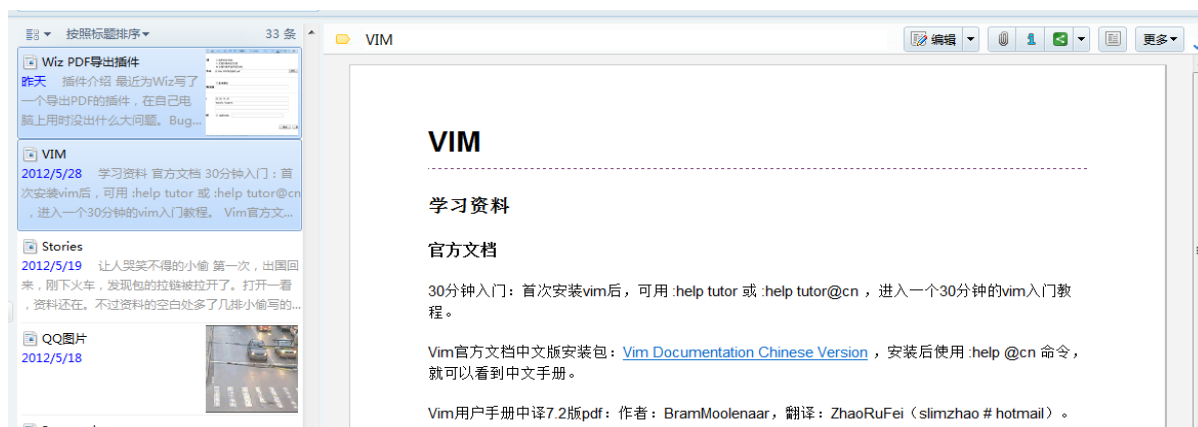 按照标题排序 33 条
Wiz PDF导出插件
昨天 插件介绍 最近为Wiz写了
一个导出PDF的插件，在自己电
脑上用时没出什么大问题。Bug...
VIM
2012/5/28 学习资料 官方文档 30分钟入门：首
次安装vim后，可用 :help tutor 或 :help tutor@cn
，进入一个30分钟的vim入门教程。 Vim官方文...
Stories
2012/5/19 让人哭笑不得的小偷 第一次，出国回
来，刚下火车，发现包的拉链被拉开了。打开一看
，资料还在。不过资料的空白处多了几排小偷写的...
QQ图片
2012/5/18
VIM
编辑
更多
VIM
学习资料
官方文档
30分钟入门：首次安装vim后，可用 :help tutor 或 :help tutor@cn ，进入一个30分钟的vim入门教
程。
Vim官方文档中文版安装包：Vim Documentation Chinese Version ，安装后使用 :help @cn 命令，
就可以看到中文手册。
Vim用户手册中译7.2版pdf：作者：BramMoolenaar，翻译：ZhaoRuFei（slimzhao # hotmail）。